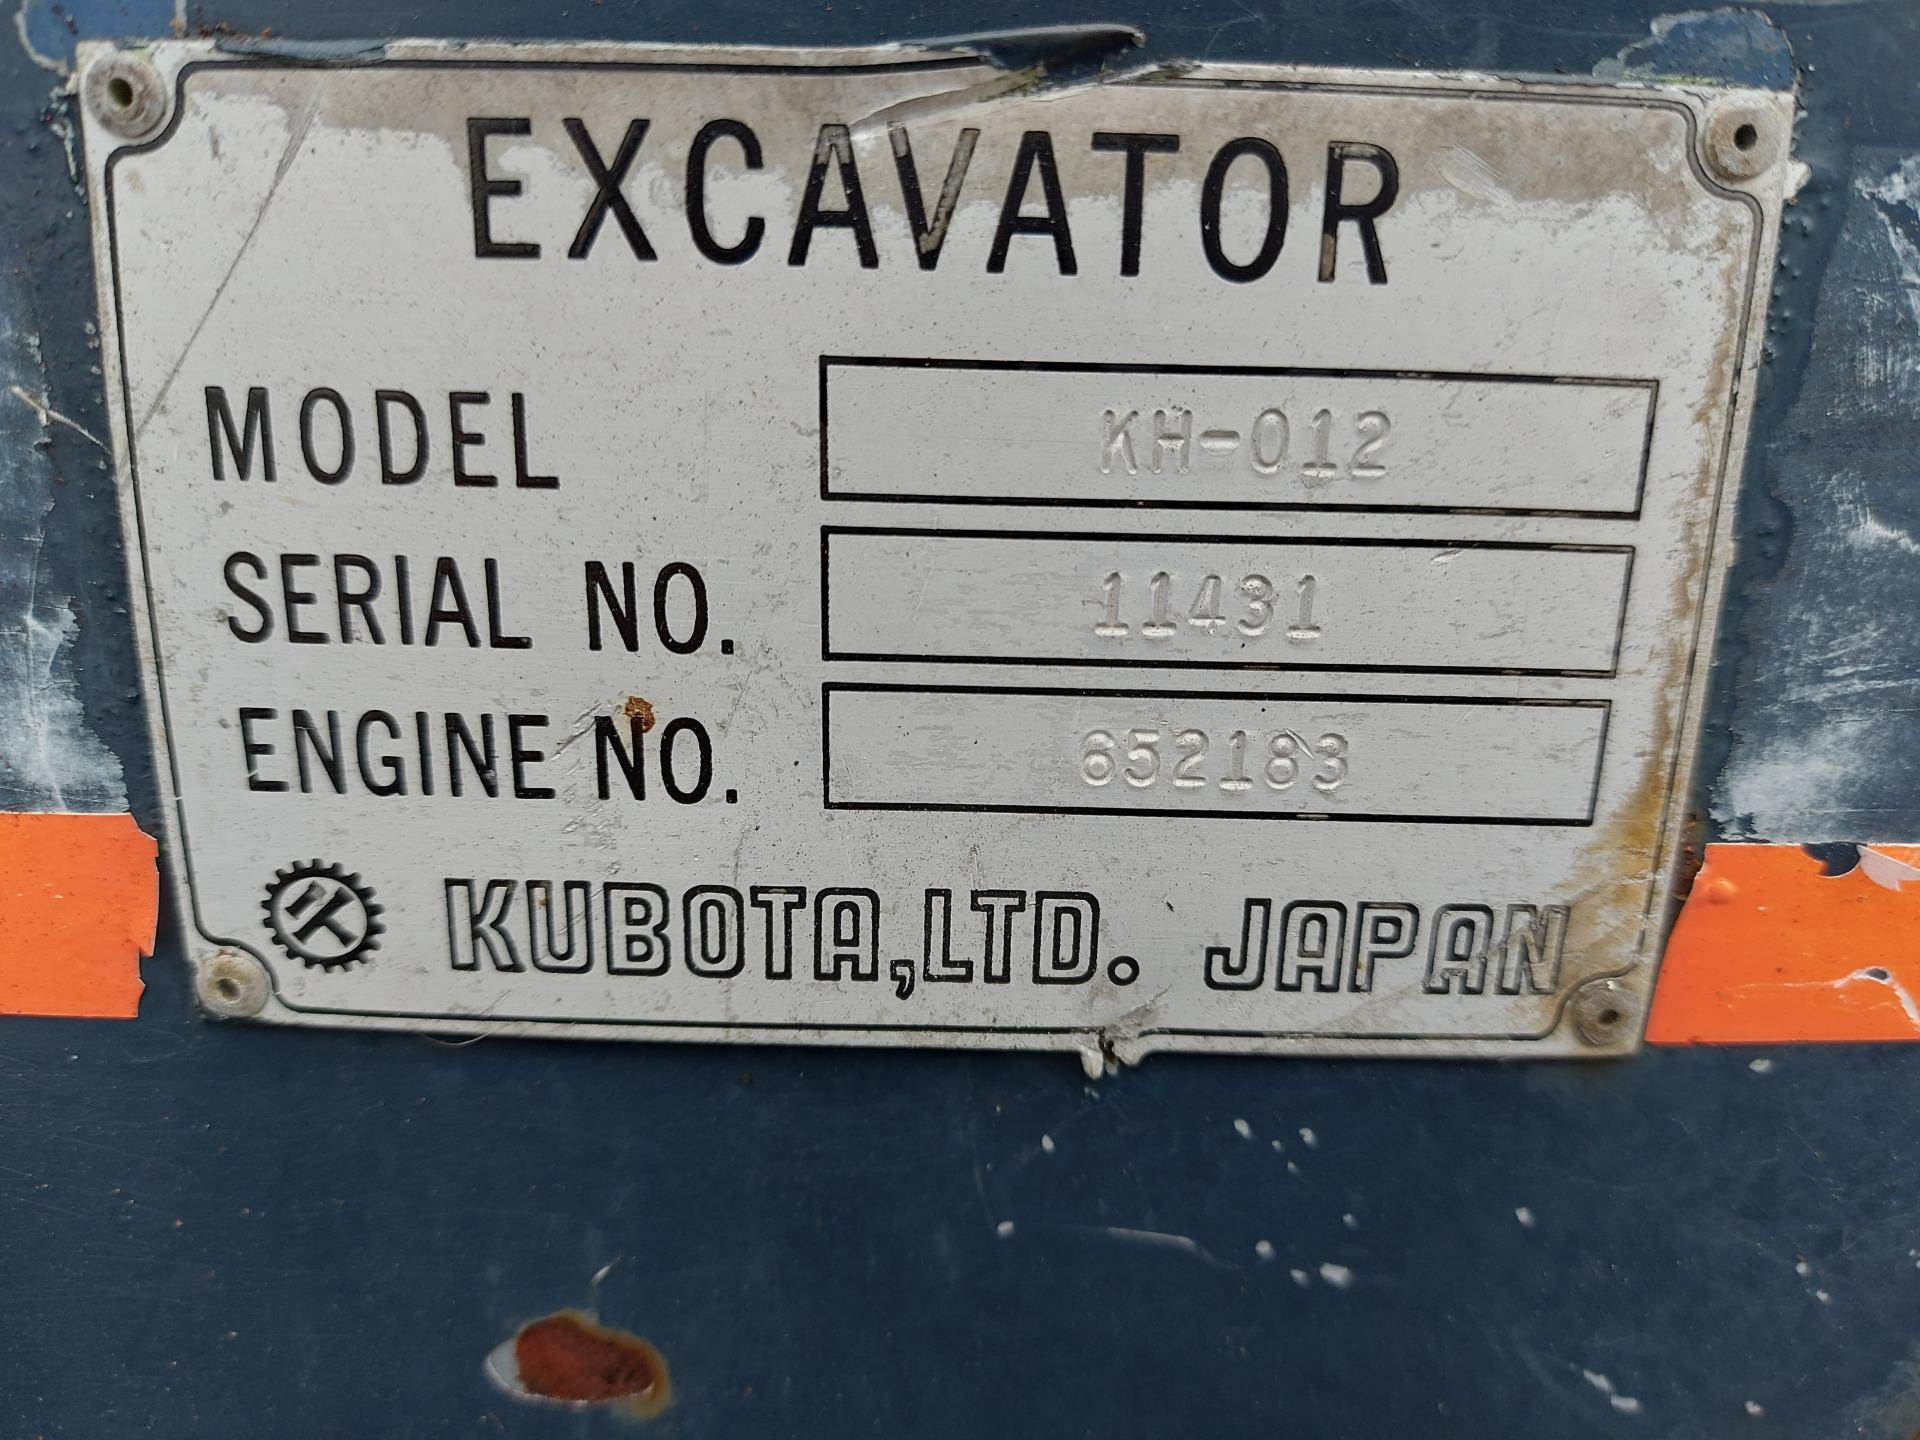 EXCAVATOR
MODEL KH-012
SERIAL NO. 11431
ENGINE NO. 652183
KUBOTA,LTD. JAPAN